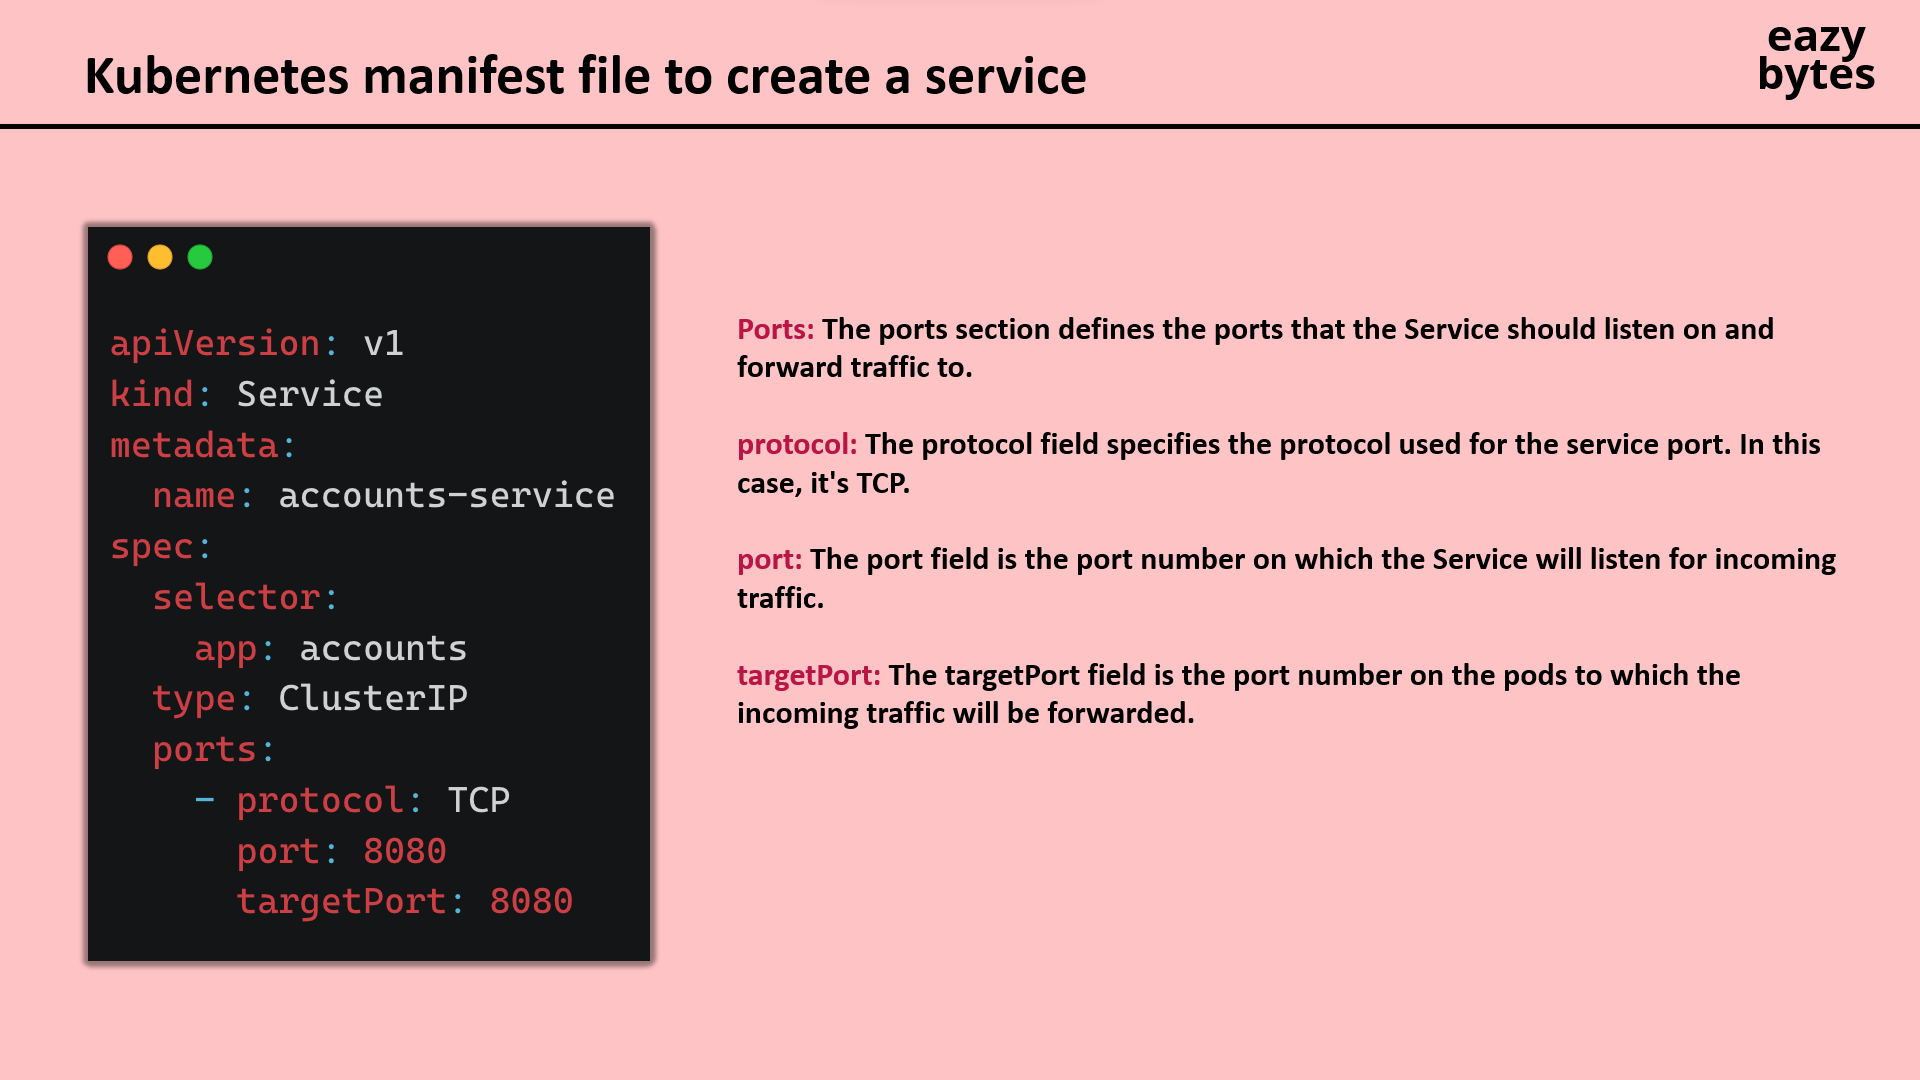 Kubernetes manifest file to create a service
eazy
bytes
apiVersion: v1
kind: Service
metadata:
  name: accounts-service
spec:
  selector:
    app: accounts
  type: ClusterIP
  ports:
    - protocol: TCP
      port: 8080
      targetPort: 8080
Ports: The ports section defines the ports that the Service should listen on and
forward traffic to.
protocol: The protocol field specifies the protocol used for the service port. In this
case, it's TCP.
port: The port field is the port number on which the Service will listen for incoming
traffic.
targetPort: The targetPort field is the port number on the pods to which the
incoming traffic will be forwarded.